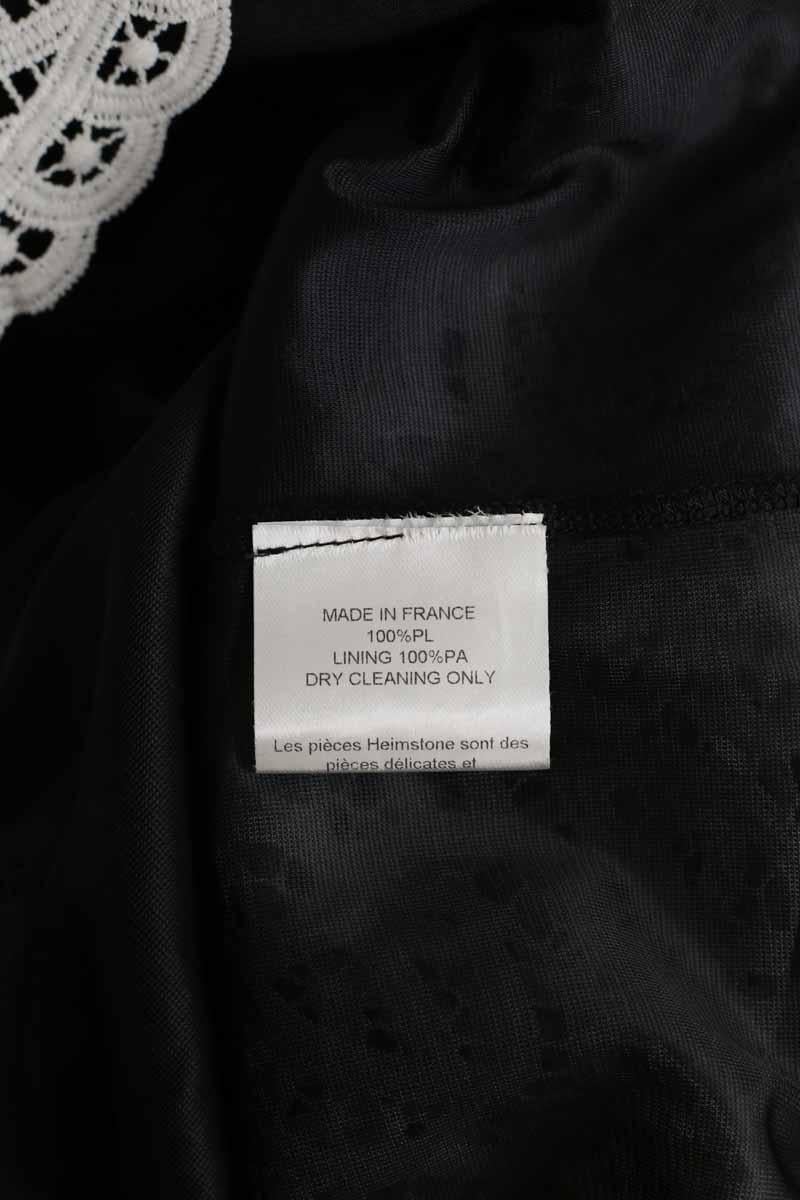 MADE IN FRANCE
100%PL
LINING 100%PA
DRY CLEANING ONLY
Les pièces Heimstone sont des
pièces délicates et